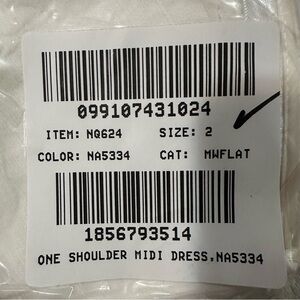 099107431024
ITEM: NQ624 SIZE: 2
COLOR: NA5334 CAT: MWFLAT
1856793514
ONE SHOULDER MIDI DRESS,NA5334